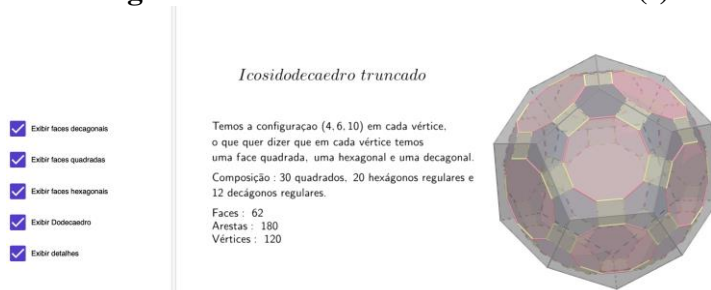 Exibir faces decagonais
Exibir faces quadradas
Exibir faces hexagonais
Exibir Dodecaedro
Exibir detalhes
Icosidodecaedro truncado
Temos a configuraçao (4, 6, 10) em cada vértice,
o que quer dizer que em cada vértice temos
uma face quadrada, uma hexagonal e uma decagonal.
Composição : 30 quadrados, 20 hexágonos regulares e
12 decágonos regulares.
Faces : 62
Arestas : 180
Vértices : 120